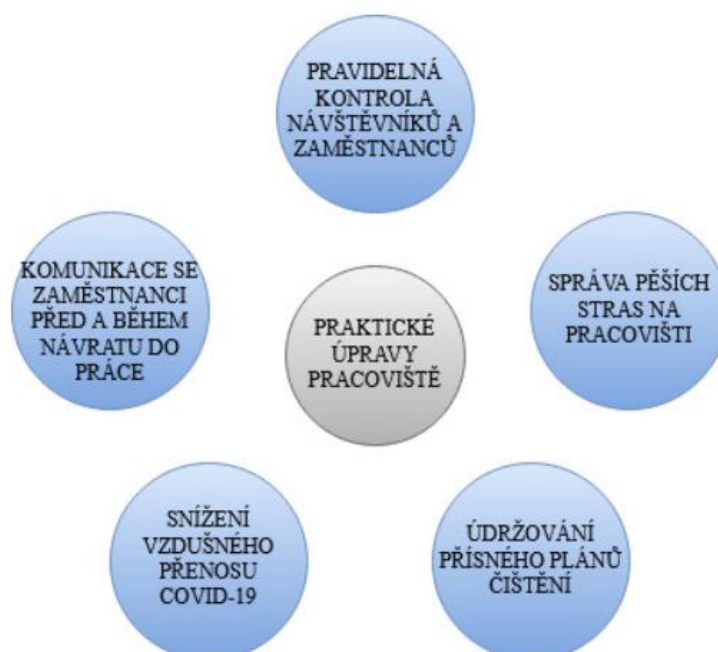 PRAVIDELNÁ
KONTROLA
NÁVŠTĚVNÍKŮ A
ZAMĚSTNANCŮ
KOMUNIKACE SE
ZAMĚSTNANCI
PŘED A BĚHEM
NÁVRATU DO
PRÁCE
PRAKTICKÉ
ÚPRAVY
PRACOVIŠTĚ
SPRÁVA PĚŠÍCH
STRAS NA
PRACOVIŠTI
SNÍŽENÍ
VZDUŠNÉHO
PŘENOSU
COVID-19
ÚDRŽOVÁNÍ
PŘÍSNÉHO PLÁNŮ
ČIŠTĚNÍ